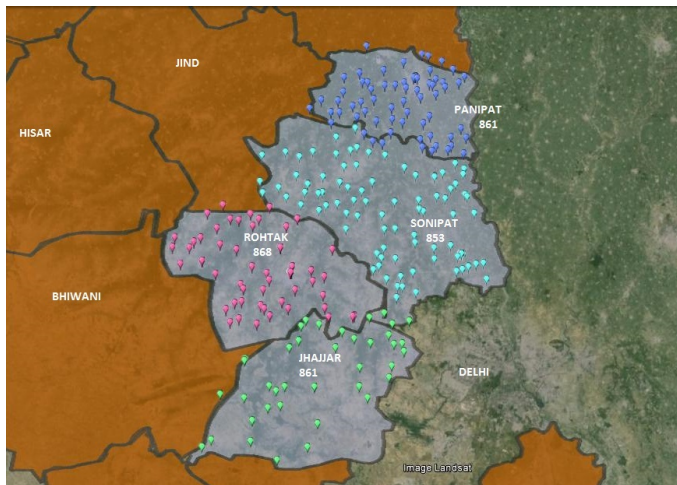 JIND
HISAR
PANIPAT
861
SONIPAT
853
ROHTAK
868
BHIWANI
JHAJJAR
861
DELHI
Image Landsat